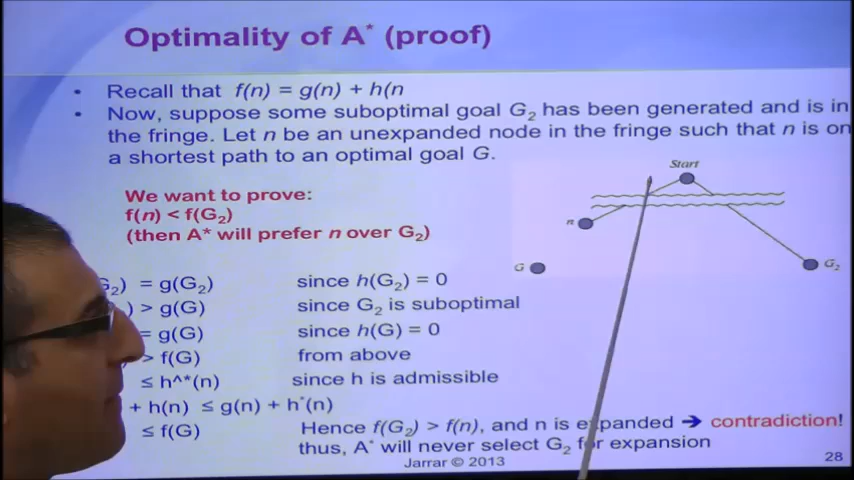 Optimality of A* (proof)
• Recall that f(n) = g(n) + h(n
• Now, suppose some suboptimal goal G2 has been generated and is in
the fringe. Let n be an unexpanded node in the fringe such that n is on
a shortest path to an optimal goal G.
Start
We want to prove:
f(n) < f(G2)
(then A* will prefer n over G2)
n
G
G2
G2) = g(G2) since h(G2) = 0
) > g(G) since G2 is suboptimal
= g(G) since h(G) = 0
> f(G) from above
≤ h^*(n) since h is admissible
+ h(n) ≤ g(n) + h*(n)
≤ f(G) Hence f(G2) > f(n), and n is expanded → contradiction!
thus, A* will never select G2 for expansion
Jarrar © 2013
28